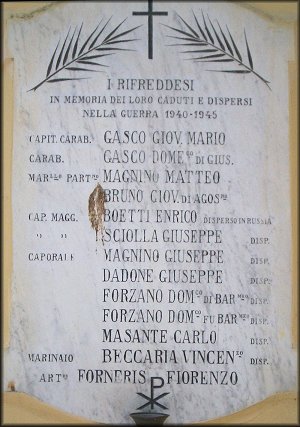 I RIFREDDESI
IN MEMORIA DEI LORO CADUTI E DISPERSI
NELLA GUERRA 1940-1945
CAPIT. CARAB. GASCO GIOV. MARIO
CARAB. GASCO DOME.co DI GIUS.
MAR.llo PART.no MAGNINO MATTEO
BRUNO GIOV. DI AGOS.no
CAP. MAGG. BOETTI ENRICO DISPERSO IN RUSSIA
" " SCIOLLA GIUSEPPE DISP.
CAPORALE MAGNINO GIUSEPPE DISP.
DADONE GIUSEPPE DISP.
FORZANO DOM.co DI BAR.meo DISP.
FORZANO DOM.co FU BAR.meo DISP.
MASANTE CARLO DISP.
MARINAIO BECCARIA VINCEN.zo DISP.
ART. FORNERIS FIORENZO